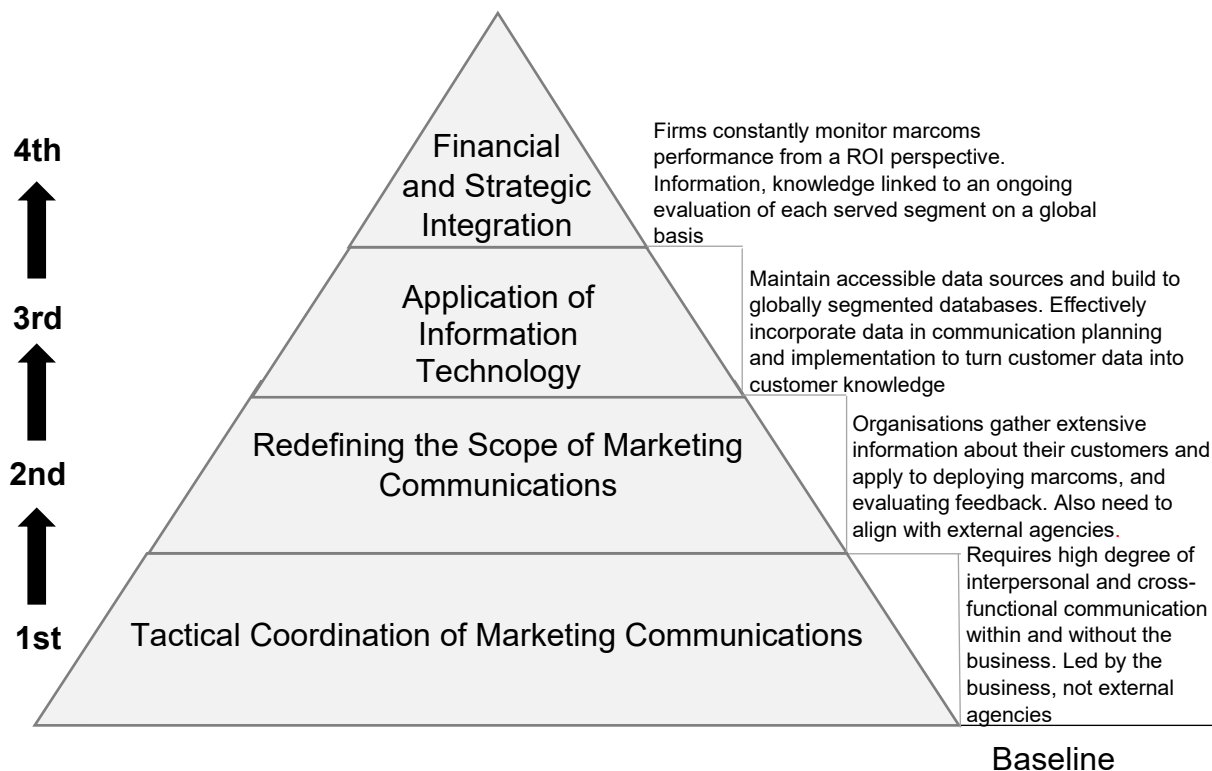 4th
Financial
and Strategic
Integration
Firms constantly monitor marcoms
performance from a ROI perspective.
Information, knowledge linked to an ongoing
evaluation of each served segment on a global
basis
3rd
Application of
Information
Technology
Maintain accessible data sources and build to
globally segmented databases. Effectively
incorporate data in communication planning
and implementation to turn customer data into
customer knowledge
2nd
Redefining the Scope of Marketing
Communications
Organisations gather extensive
information about their customers and
apply to deploying marcoms, and
evaluating feedback. Also need to
align with external agencies.
1st
Tactical Coordination of Marketing Communications
Requires high degree of
interpersonal and cross-
functional communication
within and without the
business. Led by the
business, not external
agencies
Baseline